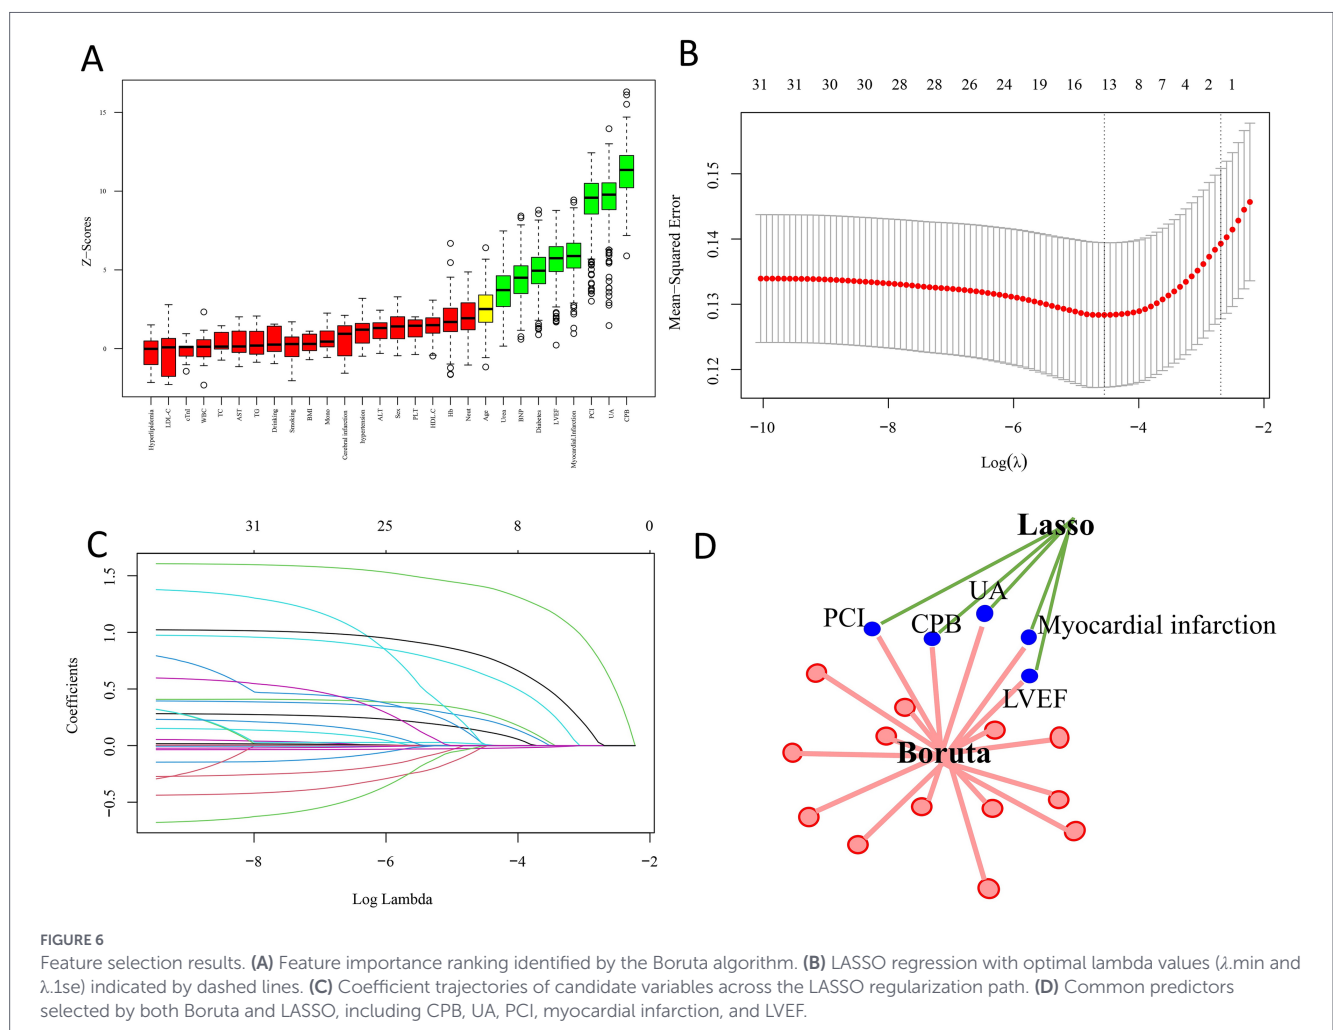 A
Z−Scores
15
10
5
0
Hyperlipidemia
LDL-C
cTnI
WBC
TC
AST
TG
Drinking
Smoking
BMI
Mono
Cerebral infarction
hypertension
ALT
Sex
PLT
HDL.C
Hb
Neut
Age
Urea
BNP
Diabetes
LVEF
Myocardial.Infarction
PCI
UA
CPB
B
31 31 30 30 28 28 26 24 19 16 13 8 7 4 2 1
Mean−Squared Error
0.15
0.14
0.13
0.12
−10 −8 −6 −4 −2
Log(λ)
C
31 25 8 0
Coefficients
1.5
1.0
0.5
0.0
−0.5
−8 −6 −4 −2
Log Lambda
D
Lasso
UA
PCI
CPB
Myocardial infarction
LVEF
Boruta
FIGURE 6
Feature selection results. (A) Feature importance ranking identified by the Boruta algorithm. (B) LASSO regression with optimal lambda values (λ.min and
λ.1se) indicated by dashed lines. (C) Coefficient trajectories of candidate variables across the LASSO regularization path. (D) Common predictors
selected by both Boruta and LASSO, including CPB, UA, PCI, myocardial infarction, and LVEF.